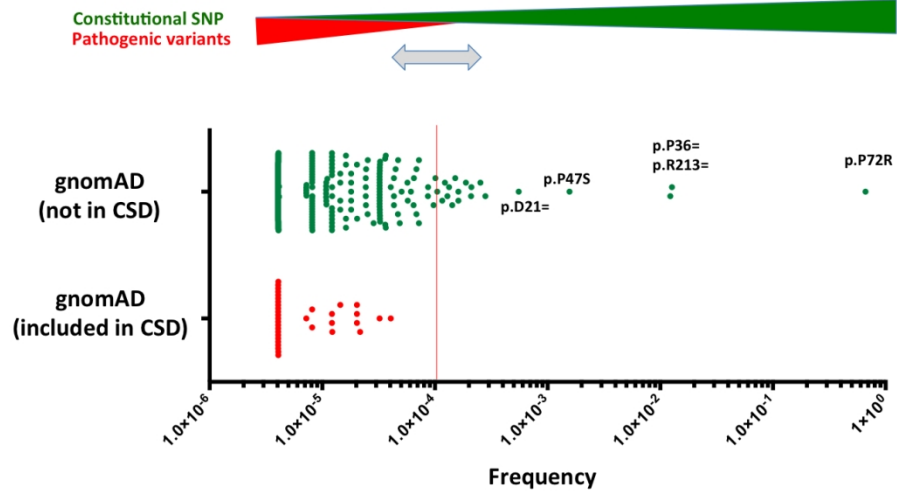 Constitutional SNP
Pathogenic variants
gnomAD
(not in CSD)
p.D21=
p.P47S
p.P36=
p.R213=
p.P72R
gnomAD
(included in CSD)
1.0×10⁻⁶
1.0×10⁻⁵
1.0×10⁻⁴
1.0×10⁻³
1.0×10⁻²
1.0×10⁻¹
1×10⁰
Frequency